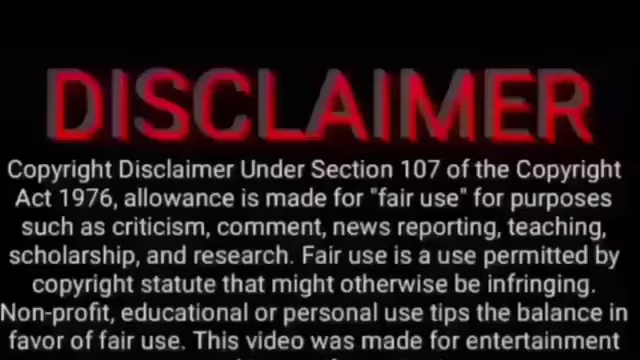 DISCLAIMER
Copyright Disclaimer Under Section 107 of the Copyright
Act 1976, allowance is made for "fair use" for purposes
such as criticism, comment, news reporting, teaching,
scholarship, and research. Fair use is a use permitted by
copyright statute that might otherwise be infringing.
Non-profit, educational or personal use tips the balance in
favor of fair use. This video was made for entertainment